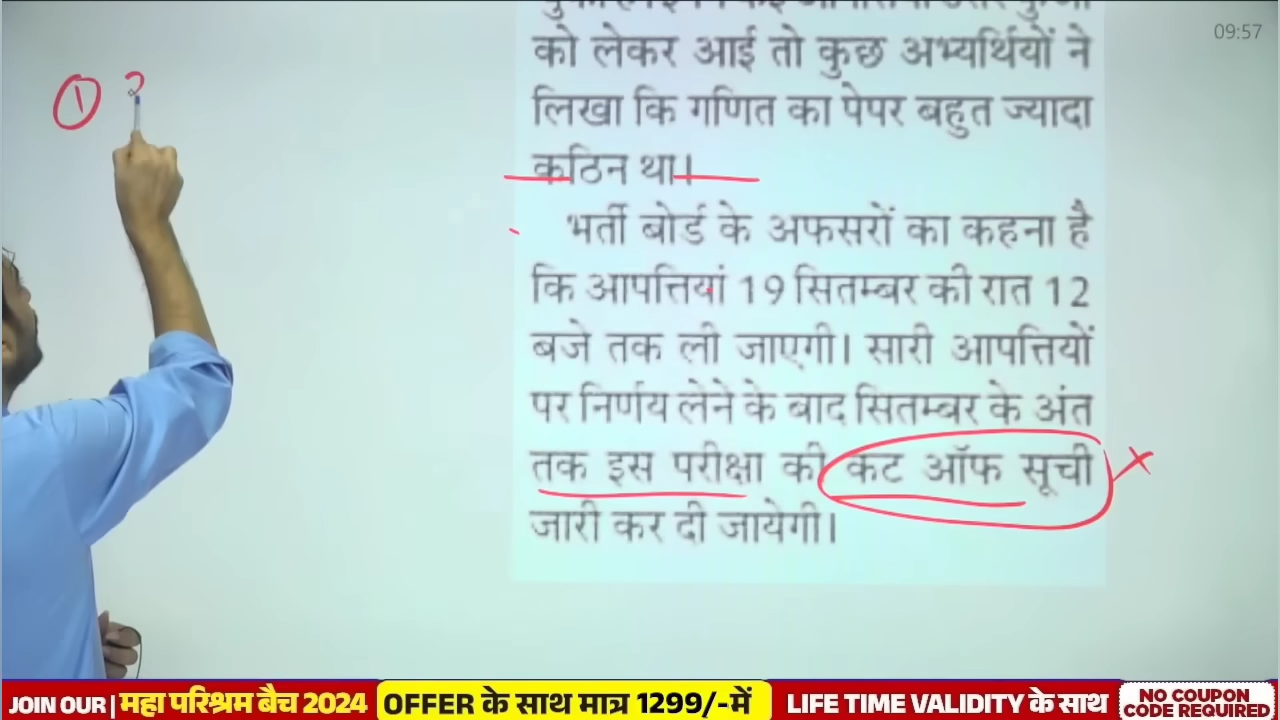 09:57
को लेकर आई तो कुछ अभ्यर्थियों ने
लिखा कि गणित का पेपर बहुत ज्यादा
कठिन था।
भर्ती बोर्ड के अफसरों का कहना है
कि आपत्तियां 19 सितम्बर की रात 12
बजे तक ली जाएगी। सारी आपत्तियों
पर निर्णय लेने के बाद सितम्बर के अंत
तक इस परीक्षा की कट ऑफ सूची
जारी कर दी जायेगी।
1
JOIN OUR | महा परिश्रम बैच 2024 OFFER के साथ मात्र 1299/-में LIFE TIME VALIDITY के साथ NO COUPON
CODE REQUIRED